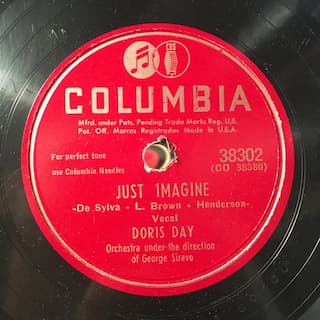 COLUMBIA
Mfrd. under Pats. Pending Trade Marks Reg. U.S.
Pat. Off. Marcas Registradas Made in U.S.A.
For perfect tone
use Columbia Needles
38302
(CO 38380)
JUST IMAGINE
-De Sylva - L. Brown - Henderson-
Vocal
DORIS DAY
Orchestra under-the direction
of George Siravo